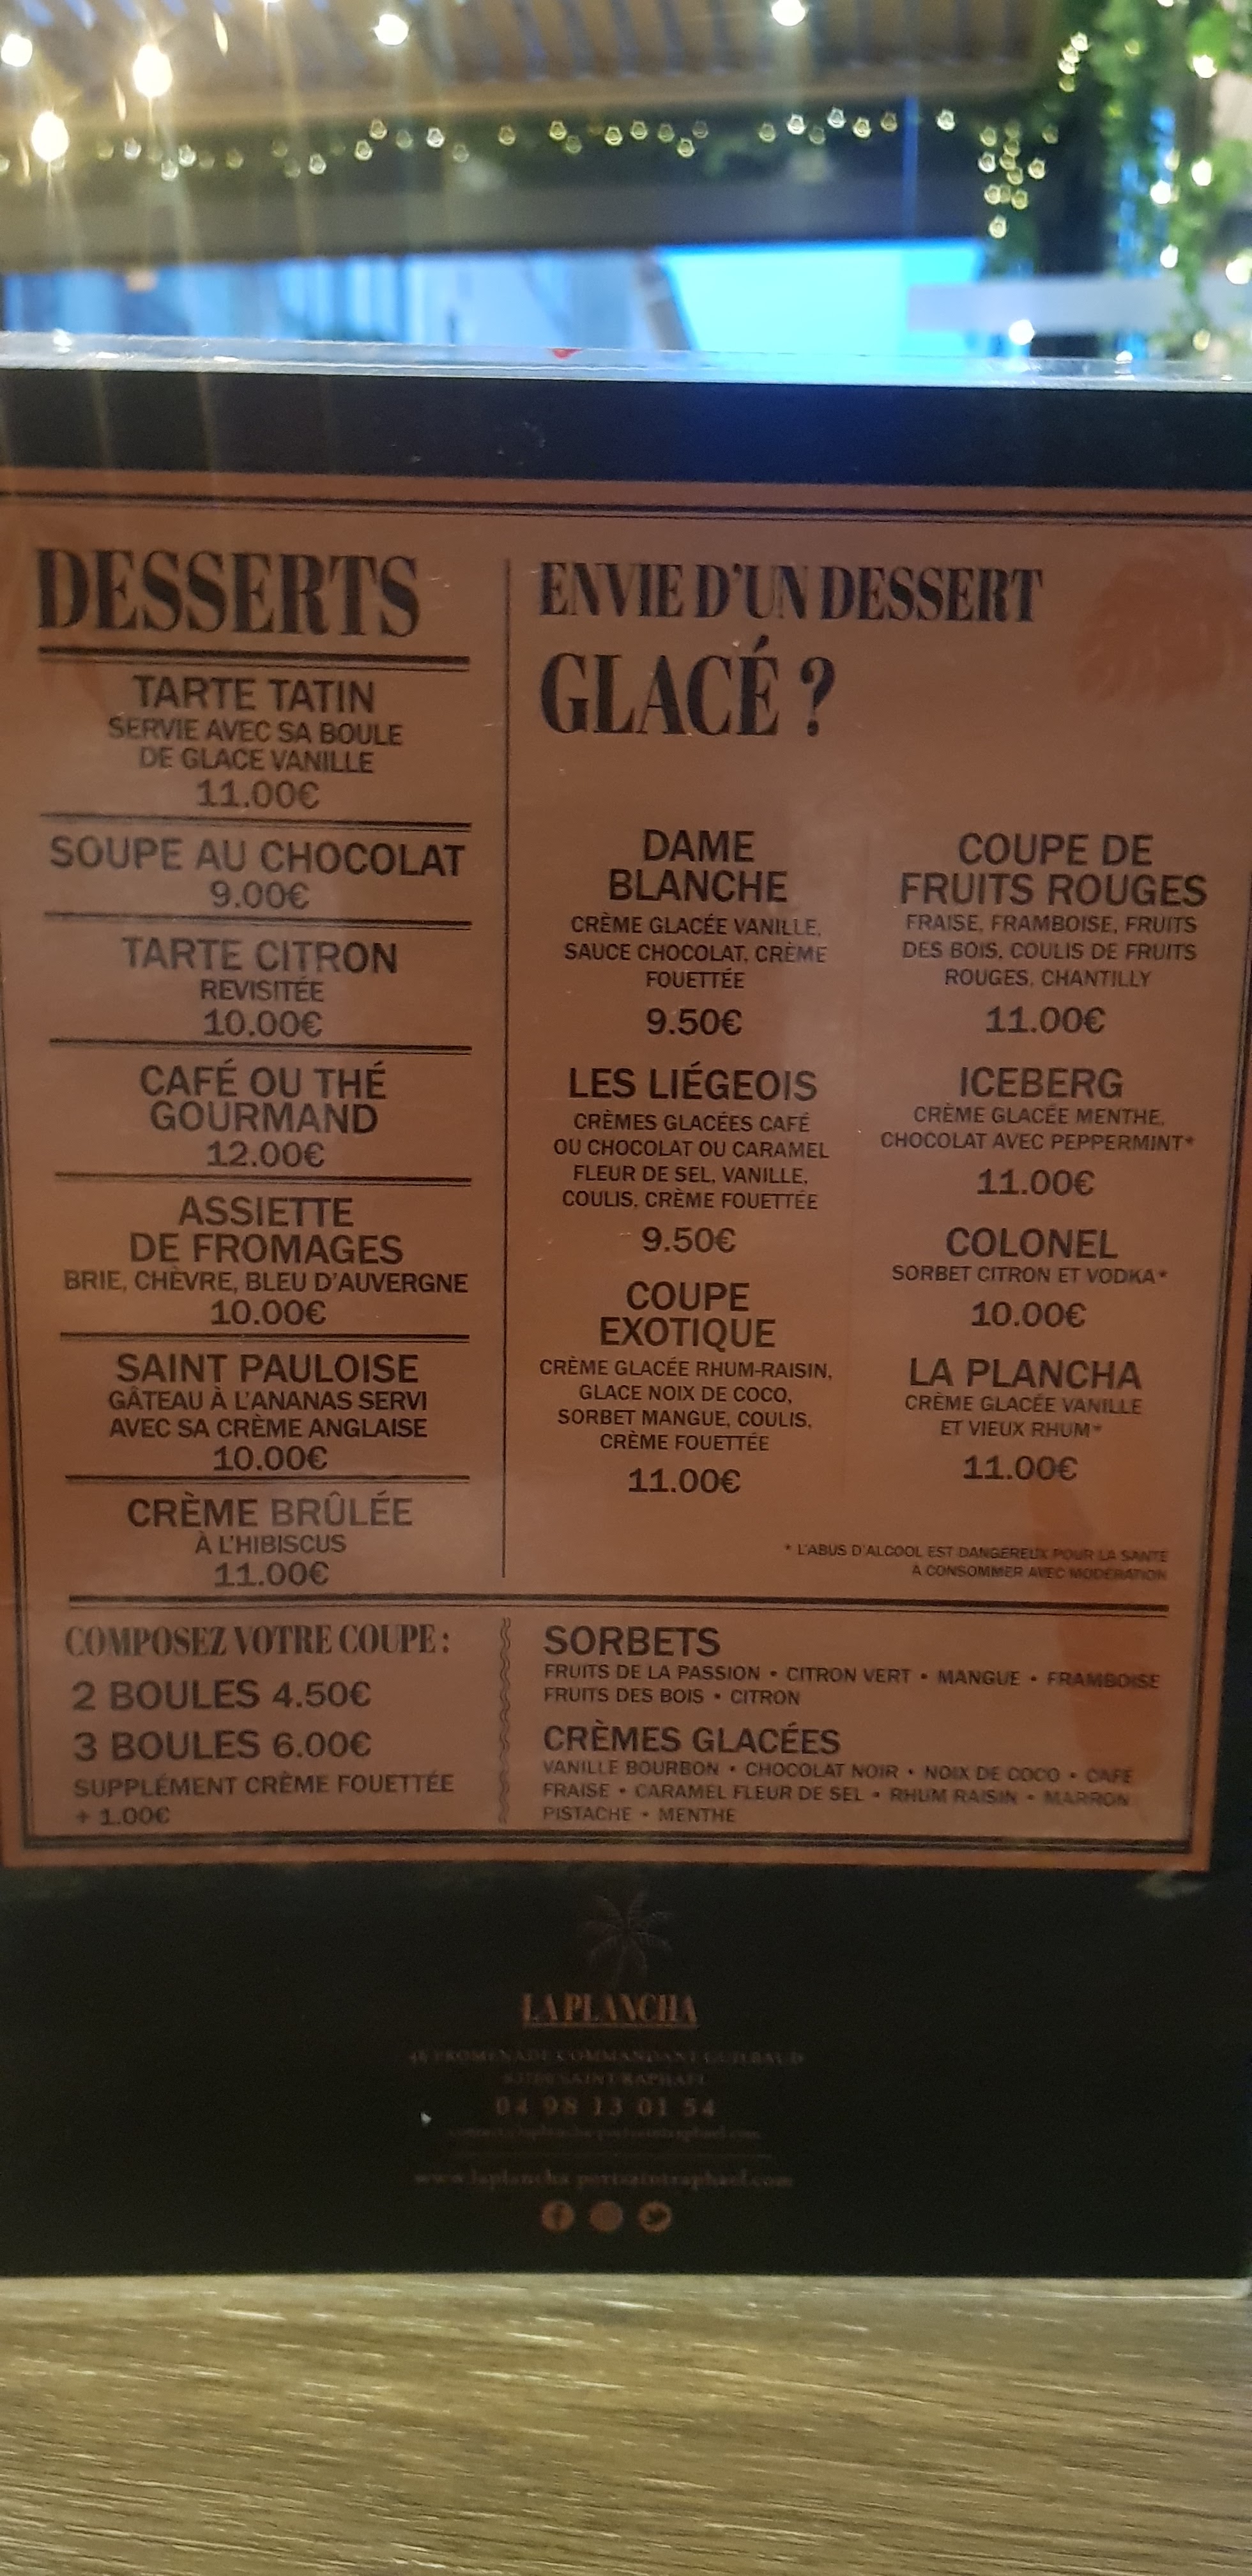 DESSERTS
TARTE TATIN
SERVIE AVEC SA BOULE
DE GLACE VANILLE
11.00€
SOUPE AU CHOCOLAT
9.00€
TARTE CITRON
REVISITÉE
10.00€
CAFÉ OU THÉ
GOURMAND
12.00€
ASSIETTE
DE FROMAGES
BRIE, CHÈVRE, BLEU D'AUVERGNE
10.00€
SAINT PAULOISE
GÂTEAU À L'ANANAS SERVI
AVEC SA CRÈME ANGLAISE
10.00€
CRÈME BRÛLÉE
À L'HIBISCUS
11.00€
ENVIE D'UN DESSERT
GLACÉ ?
DAME
BLANCHE
CRÈME GLACÉE VANILLE,
SAUCE CHOCOLAT, CRÈME
FOUETTÉE
9.50€
LES LIÉGEOIS
CRÈMES GLACÉES CAFÉ
OU CHOCOLAT OU CARAMEL
FLEUR DE SEL, VANILLE,
COULIS, CRÈME FOUETTÉE
9.50€
COUPE
EXOTIQUE
CRÈME GLACÉE RHUM-RAISIN,
GLACE NOIX DE COCO,
SORBET MANGUE, COULIS,
CRÈME FOUETTÉE
11.00€
COUPE DE
FRUITS ROUGES
FRAISE, FRAMBOISE, FRUITS
DES BOIS, COULIS DE FRUITS
ROUGES, CHANTILLY
11.00€
ICEBERG
CRÈME GLACÉE MENTHE,
CHOCOLAT AVEC PEPPERMINT*
11.00€
COLONEL
SORBET CITRON ET VODKA*
10.00€
LA PLANCHA
CRÈME GLACÉE VANILLE
ET VIEUX RHUM*
11.00€
* L'ABUS D'ALCOOL EST DANGEREUX POUR LA SANTÉ
À CONSOMMER AVEC MODÉRATION
COMPOSEZ VOTRE COUPE :
2 BOULES 4.50€
3 BOULES 6.00€
SUPPLÉMENT CRÈME FOUETTÉE
+ 1.00€
SORBETS
FRUITS DE LA PASSION • CITRON VERT • MANGUE • FRAMBOISE
FRUITS DES BOIS • CITRON
CRÈMES GLACÉES
VANILLE BOURBON • CHOCOLAT NOIR • NOIX DE COCO • CAFÉ
FRAISE • CARAMEL FLEUR DE SEL • RHUM RAISIN • MARRON
PISTACHE • MENTHE
LA PLANCHA
PROMENADE COMMANDANT GUILBAUD
SAINT RAPHAEL
04 98 13 01 54
www.laplancha-portsaintraphael.com